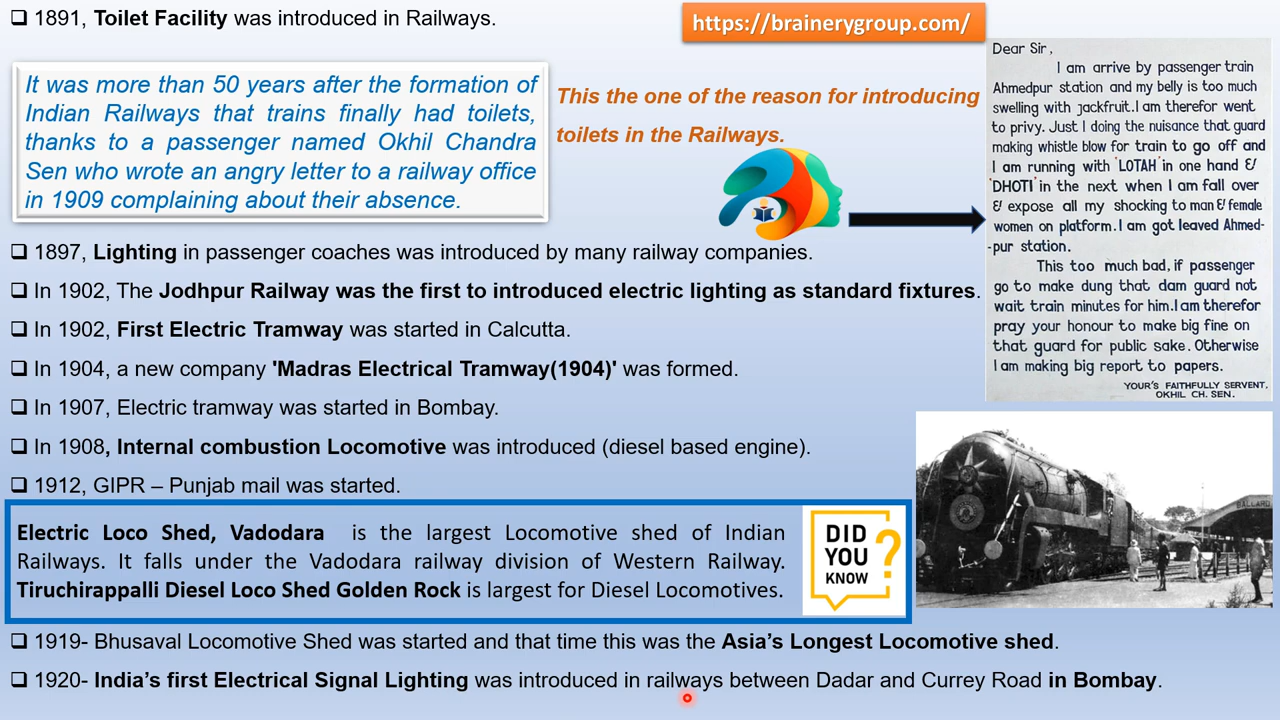 ❑ 1891, Toilet Facility was introduced in Railways.
https://brainerygroup.com/
It was more than 50 years after the formation of
Indian Railways that trains finally had toilets,
thanks to a passenger named Okhil Chandra
Sen who wrote an angry letter to a railway office
in 1909 complaining about their absence.
This the one of the reason for introducing
toilets in the Railways.
Dear Sir,
I am arrive by passenger train
Ahmedpur station and my belly is too much
swelling with jackfruit. I am therefor went
to privy. Just I doing the nuisance that guard
making whistle blow for train to go off and
I am running with 'LOTAH' in one hand &
'DHOTI' in the next when I am fall over
& expose all my shocking to man & female
women on platform. I am got leaved Ahmed-
-pur station.
This too much bad, if passenger
go to make dung that dam guard not
wait train minutes for him. I am therefor
pray your honour to make big fine on
that guard for public sake. Otherwise
I am making big report to papers.
YOUR'S FAITHFULLY SERVENT,
OKHIL CH. SEN.
❑ 1897, Lighting in passenger coaches was introduced by many railway companies.
❑ In 1902, The Jodhpur Railway was the first to introduced electric lighting as standard fixtures.
❑ In 1902, First Electric Tramway was started in Calcutta.
❑ In 1904, a new company 'Madras Electrical Tramway(1904)' was formed.
❑ In 1907, Electric tramway was started in Bombay.
❑ In 1908, Internal combustion Locomotive was introduced (diesel based engine).
❑ 1912, GIPR – Punjab mail was started.
Electric Loco Shed, Vadodara is the largest Locomotive shed of Indian
Railways. It falls under the Vadodara railway division of Western Railway.
Tiruchirappalli Diesel Loco Shed Golden Rock is largest for Diesel Locomotives.
DID
YOU
KNOW
?
BALLARD
❑ 1919- Bhusaval Locomotive Shed was started and that time this was the Asia's Longest Locomotive shed.
❑ 1920- India's first Electrical Signal Lighting was introduced in railways between Dadar and Currey Road in Bombay.